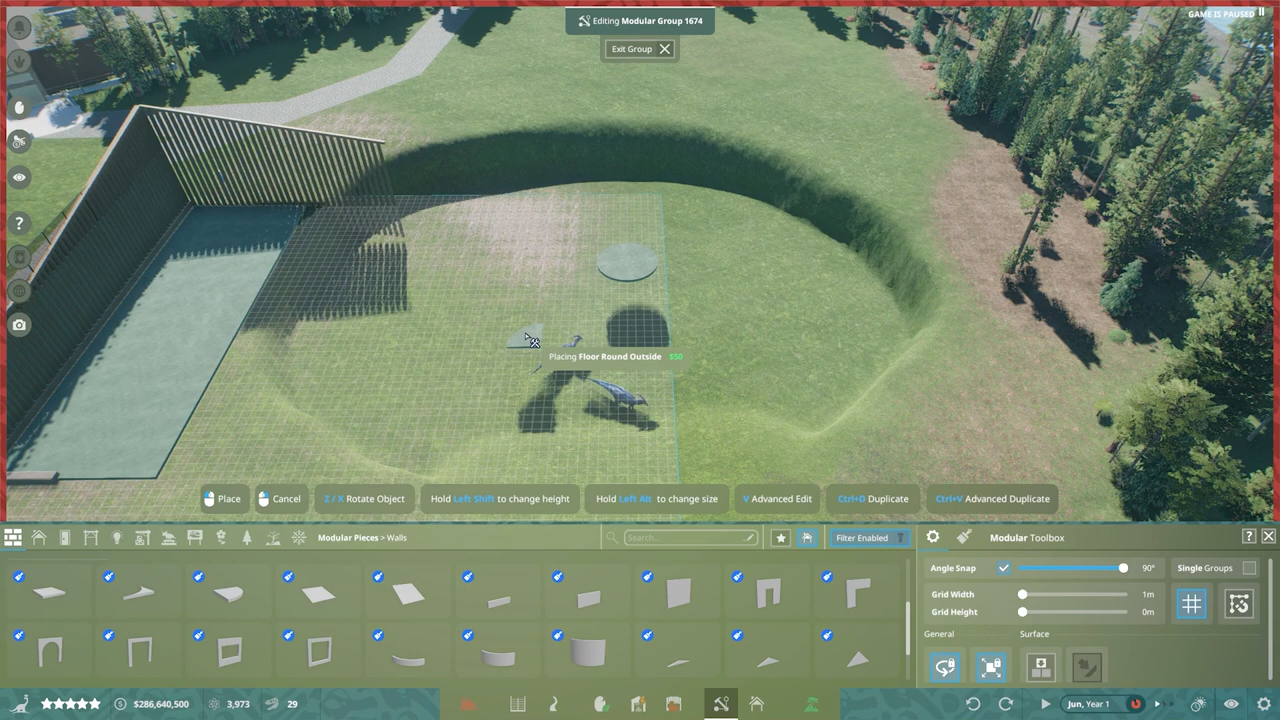 Editing Modular Group 1674
GAME IS PAUSED
Exit Group
?
Placing Floor Round Outside $50
Place
Cancel
Z / X Rotate Object
Hold Left Shift to change height
Hold Left Alt to change size
V Advanced Edit
Ctrl+D Duplicate
Ctrl+V Advanced Duplicate
Modular Pieces > Walls
Search...
Filter Enabled
Modular Toolbox
?
Angle Snap 90°
Single Groups
Grid Width 1m
Grid Height 0m
General
Surface
$286,640,500
3,973
29
Jun, Year 1